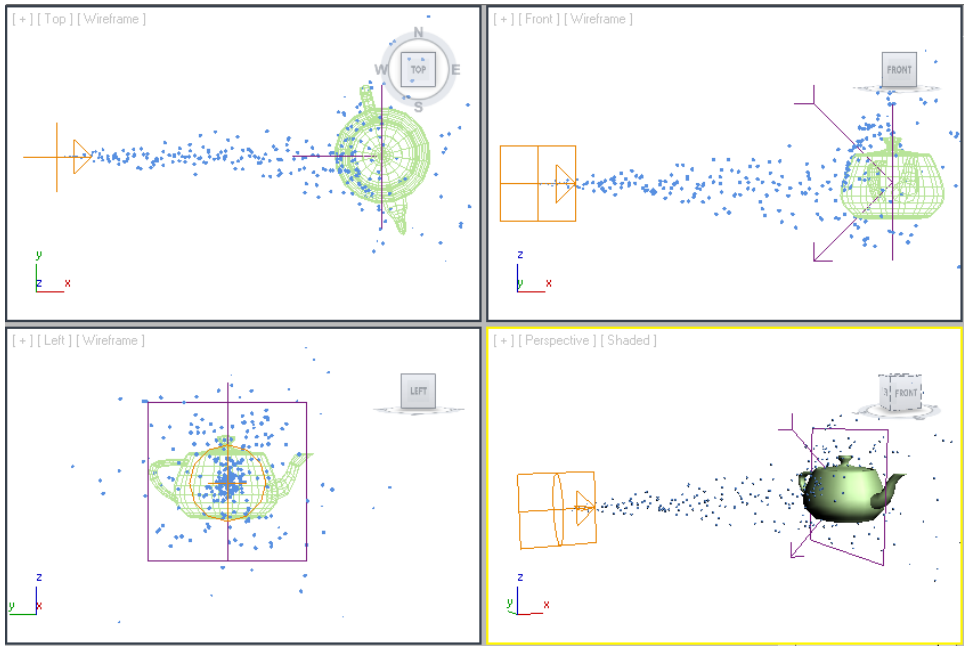 [ + ] [ Top ] [ Wireframe ]
N
W TOP E
S
y
z x
[ + ] [ Front ] [ Wireframe ]
FRONT
z
y x
[ + ] [ Left ] [ Wireframe ]
LEFT
z
y x
[ + ] [ Perspective ] [ Shaded ]
FRONT
z
y x